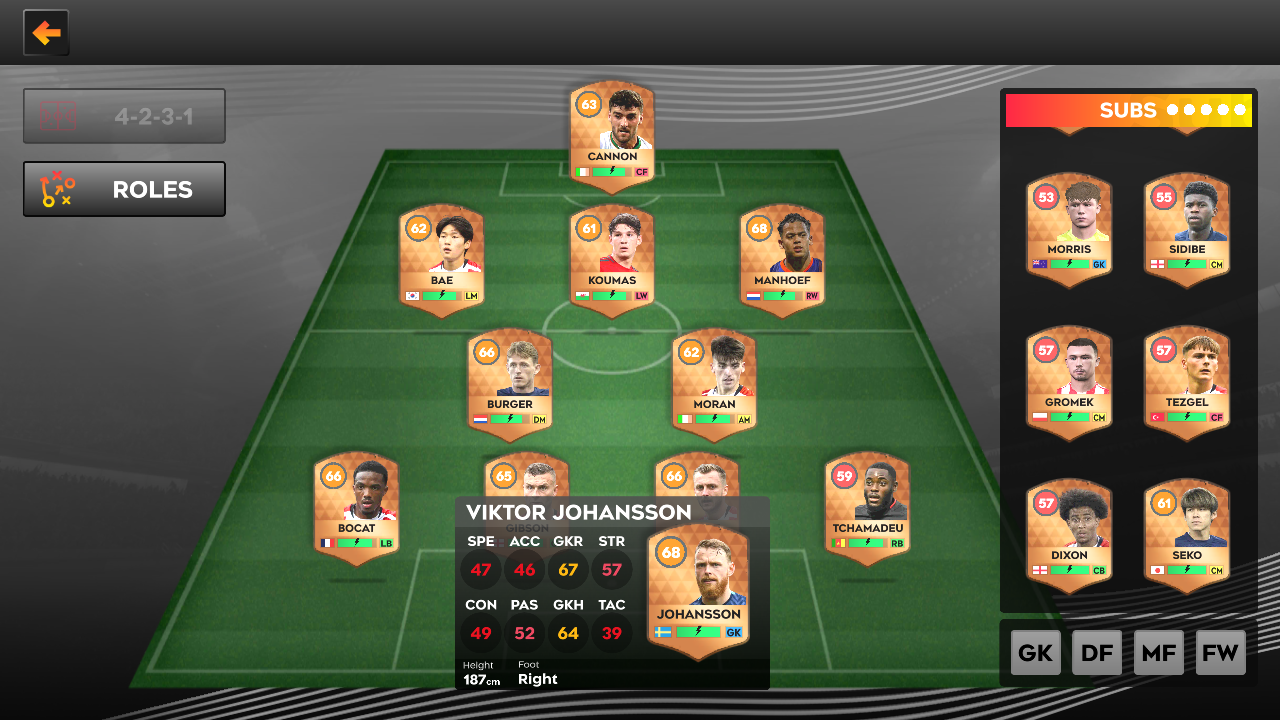 4-2-3-1
ROLES
63
CANNON
CF
62
BAE
LM
61
KOUMAS
LW
68
MANHOEF
RW
66
BURGER
DM
62
MORAN
AM
66
BOCAT
LB
65
GIBSON
66
59
TCHAMADEU
RB
VIKTOR JOHANSSON
SPE ACC GKR STR
47 46 67 57
CON PAS GKH TAC
49 52 64 39
Height Foot
187cm Right
68
JOHANSSON
GK
SUBS
53
MORRIS
GK
55
SIDIBE
CM
57
GROMEK
CM
57
TEZGEL
CF
57
DIXON
CB
61
SEKO
CM
GK DF MF FW